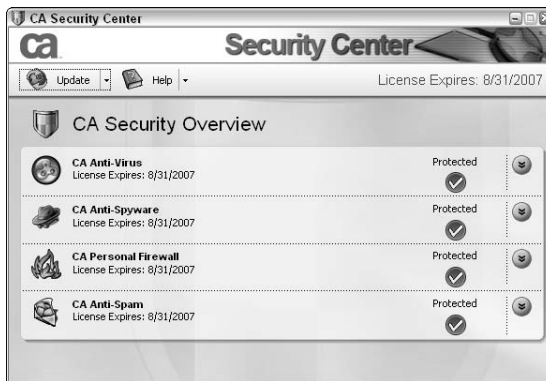 CA Security Center
ca Security Center
Update Help License Expires: 8/31/2007
CA Security Overview
CA Anti-Virus Protected
License Expires: 8/31/2007
CA Anti-Spyware Protected
License Expires: 8/31/2007
CA Personal Firewall Protected
License Expires: 8/31/2007
CA Anti-Spam Protected
License Expires: 8/31/2007